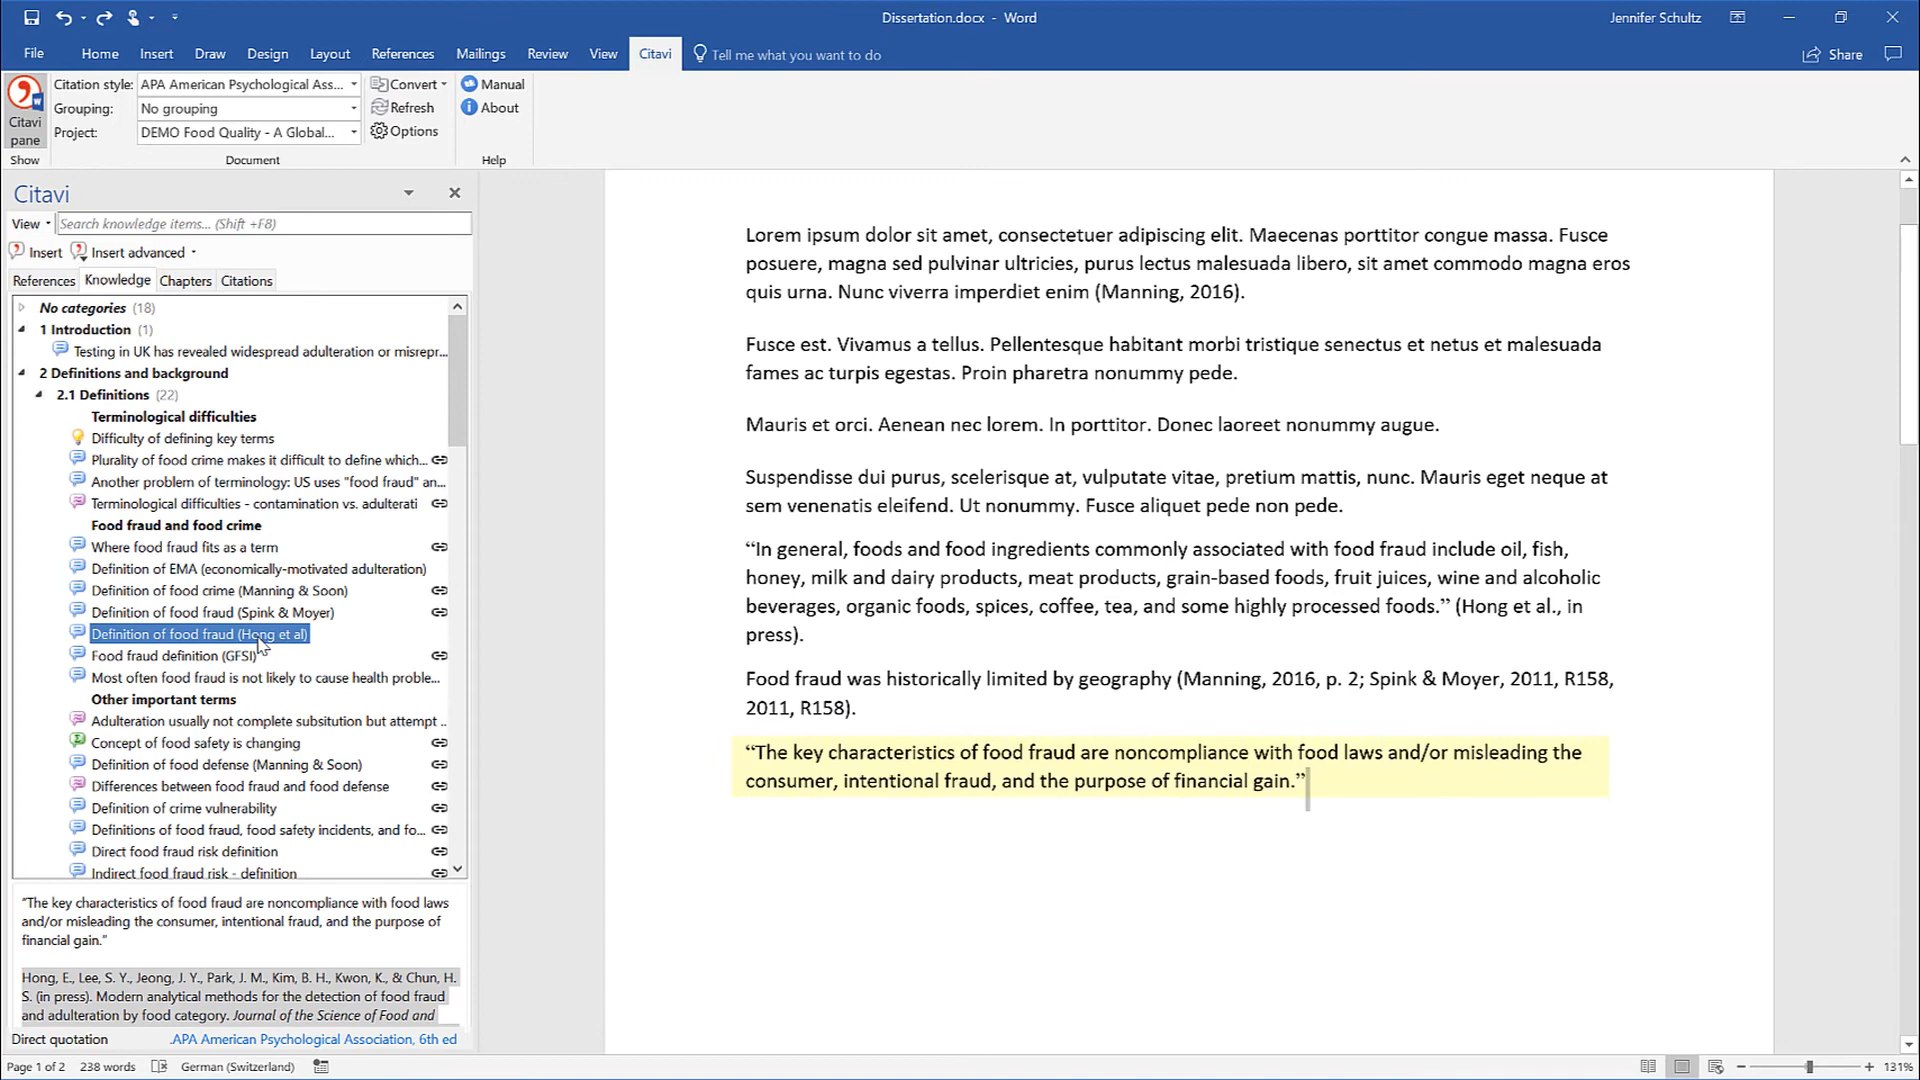 Dissertation.docx - Word
Jennifer Schultz
File Home Insert Draw Design Layout References Mailings Review View Citavi Tell me what you want to do
Share
Citavi pane
Show
Citation style: APA American Psychological Ass...
Grouping: No grouping
Project: DEMO Food Quality - A Global...
Convert
Refresh
Options
Document
Manual
About
Help
Citavi
View Search knowledge items... (Shift +F8)
Insert Insert advanced
References Knowledge Chapters Citations
No categories (18)
1 Introduction (1)
Testing in UK has revealed widespread adulteration or misrepr...
2 Definitions and background
2.1 Definitions (22)
Terminological difficulties
Difficulty of defining key terms
Plurality of food crime makes it difficult to define which...
Another problem of terminology: US uses "food fraud" an...
Terminological difficulties - contamination vs. adulterati
Food fraud and food crime
Where food fraud fits as a term
Definition of EMA (economically-motivated adulteration)
Definition of food crime (Manning & Soon)
Definition of food fraud (Spink & Moyer)
Definition of food fraud (Hong et al)
Food fraud definition (GFSI)
Most often food fraud is not likely to cause health proble...
Other important terms
Adulteration usually not complete subsitution but attempt ..
Concept of food safety is changing
Definition of food defense (Manning & Soon)
Differences between food fraud and food defense
Definition of crime vulnerability
Definitions of food fraud, food safety incidents, and fo...
Direct food fraud risk definition
Indirect food fraud risk - definition
"The key characteristics of food fraud are noncompliance with food laws
and/or misleading the consumer, intentional fraud, and the purpose of
financial gain."
Hong, E., Lee, S. Y., Jeong, J. Y., Park, J. M., Kim, B. H., Kwon, K., & Chun, H.
S. (in press). Modern analytical methods for the detection of food fraud
and adulteration by food category. Journal of the Science of Food and
Direct quotation .APA American Psychological Association, 6th ed
Lorem ipsum dolor sit amet, consectetuer adipiscing elit. Maecenas porttitor congue massa. Fusce
posuere, magna sed pulvinar ultricies, purus lectus malesuada libero, sit amet commodo magna eros
quis urna. Nunc viverra imperdiet enim (Manning, 2016).
Fusce est. Vivamus a tellus. Pellentesque habitant morbi tristique senectus et netus et malesuada
fames ac turpis egestas. Proin pharetra nonummy pede.
Mauris et orci. Aenean nec lorem. In porttitor. Donec laoreet nonummy augue.
Suspendisse dui purus, scelerisque at, vulputate vitae, pretium mattis, nunc. Mauris eget neque at
sem venenatis eleifend. Ut nonummy. Fusce aliquet pede non pede.
“In general, foods and food ingredients commonly associated with food fraud include oil, fish,
honey, milk and dairy products, meat products, grain-based foods, fruit juices, wine and alcoholic
beverages, organic foods, spices, coffee, tea, and some highly processed foods.” (Hong et al., in
press).
Food fraud was historically limited by geography (Manning, 2016, p. 2; Spink & Moyer, 2011, R158,
2011, R158).
“The key characteristics of food fraud are noncompliance with food laws and/or misleading the
consumer, intentional fraud, and the purpose of financial gain.”
Page 1 of 2 238 words German (Switzerland) 131%